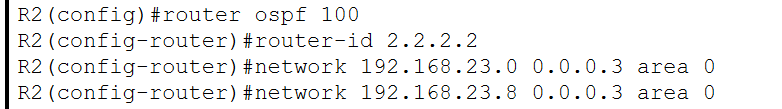 R2(config)#router ospf 100
R2(config-router)#router-id 2.2.2.2
R2(config-router)#network 192.168.23.0 0.0.0.3 area 0
R2(config-router)#network 192.168.23.8 0.0.0.3 area 0